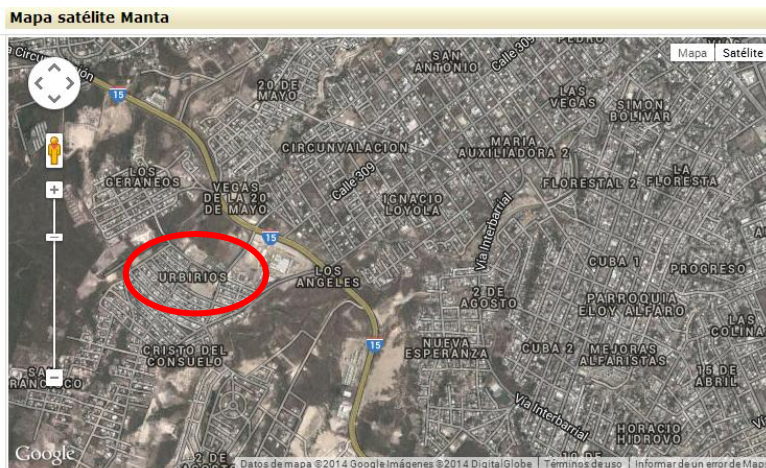 Mapa satélite Manta
Mapa
Satélite
SAN
ANTONIO
Calle 309
15
20 DE
MAYO
LAS
VEGAS
SIMON
BOLIVAR
CIRCUNVALACION
MARIA
AUXILIADORA 2
LOS
GERANEOS
VEGAS
DE LA 20
DE MAYO
Calle 309
IGNACIO
LOYOLA
FLORESTAL 2
LA
FLORESTA
Vía Interbarrial
15
URBIRIOS
LOS
ANGELES
CUBA 1
PROGRESO
2 DE
AGOSTO
PARROQUIA
ELOY ALFARO
LAS
COLINA
15
CRISTO DEL
CONSUELO
NUEVA
ESPERANZA
CUBA 2
MEJORAS
ALFARISTAS
15 DE
ABRIL
Vía Interbarrial
HORACIO
HIDROVO
Google
2 DE
Datos de mapa ©2014 Google Imágenes ©2014 DigitalGlobe
Términos de uso
Informar de un error de Map